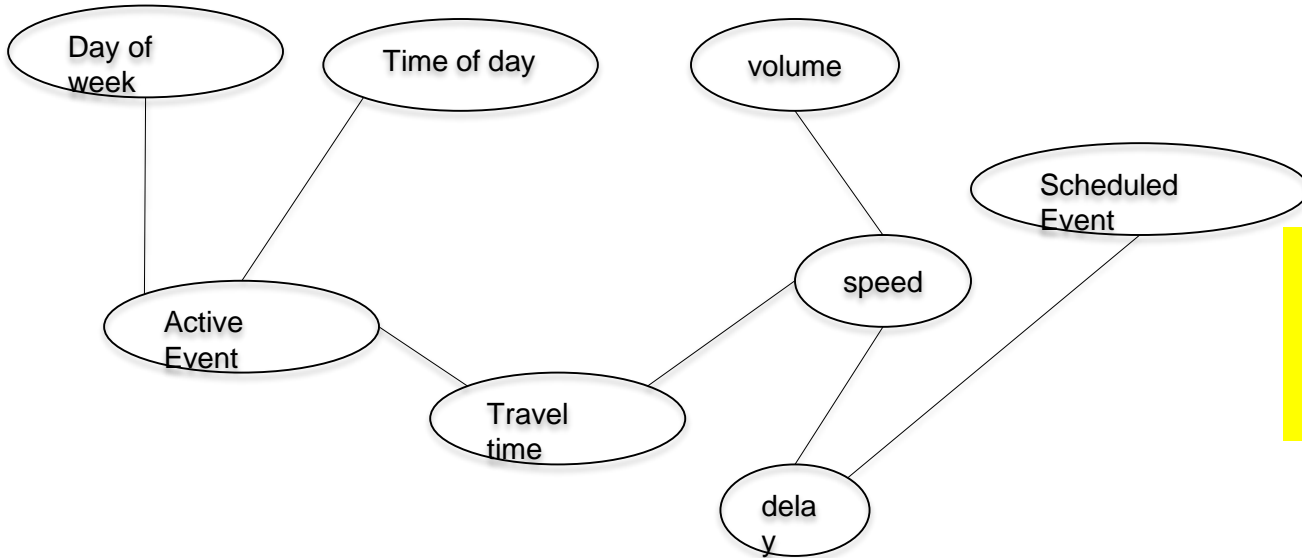 Day of
week
Time of day
volume
Scheduled
Event
speed
Active
Event
Travel
time
dela
y